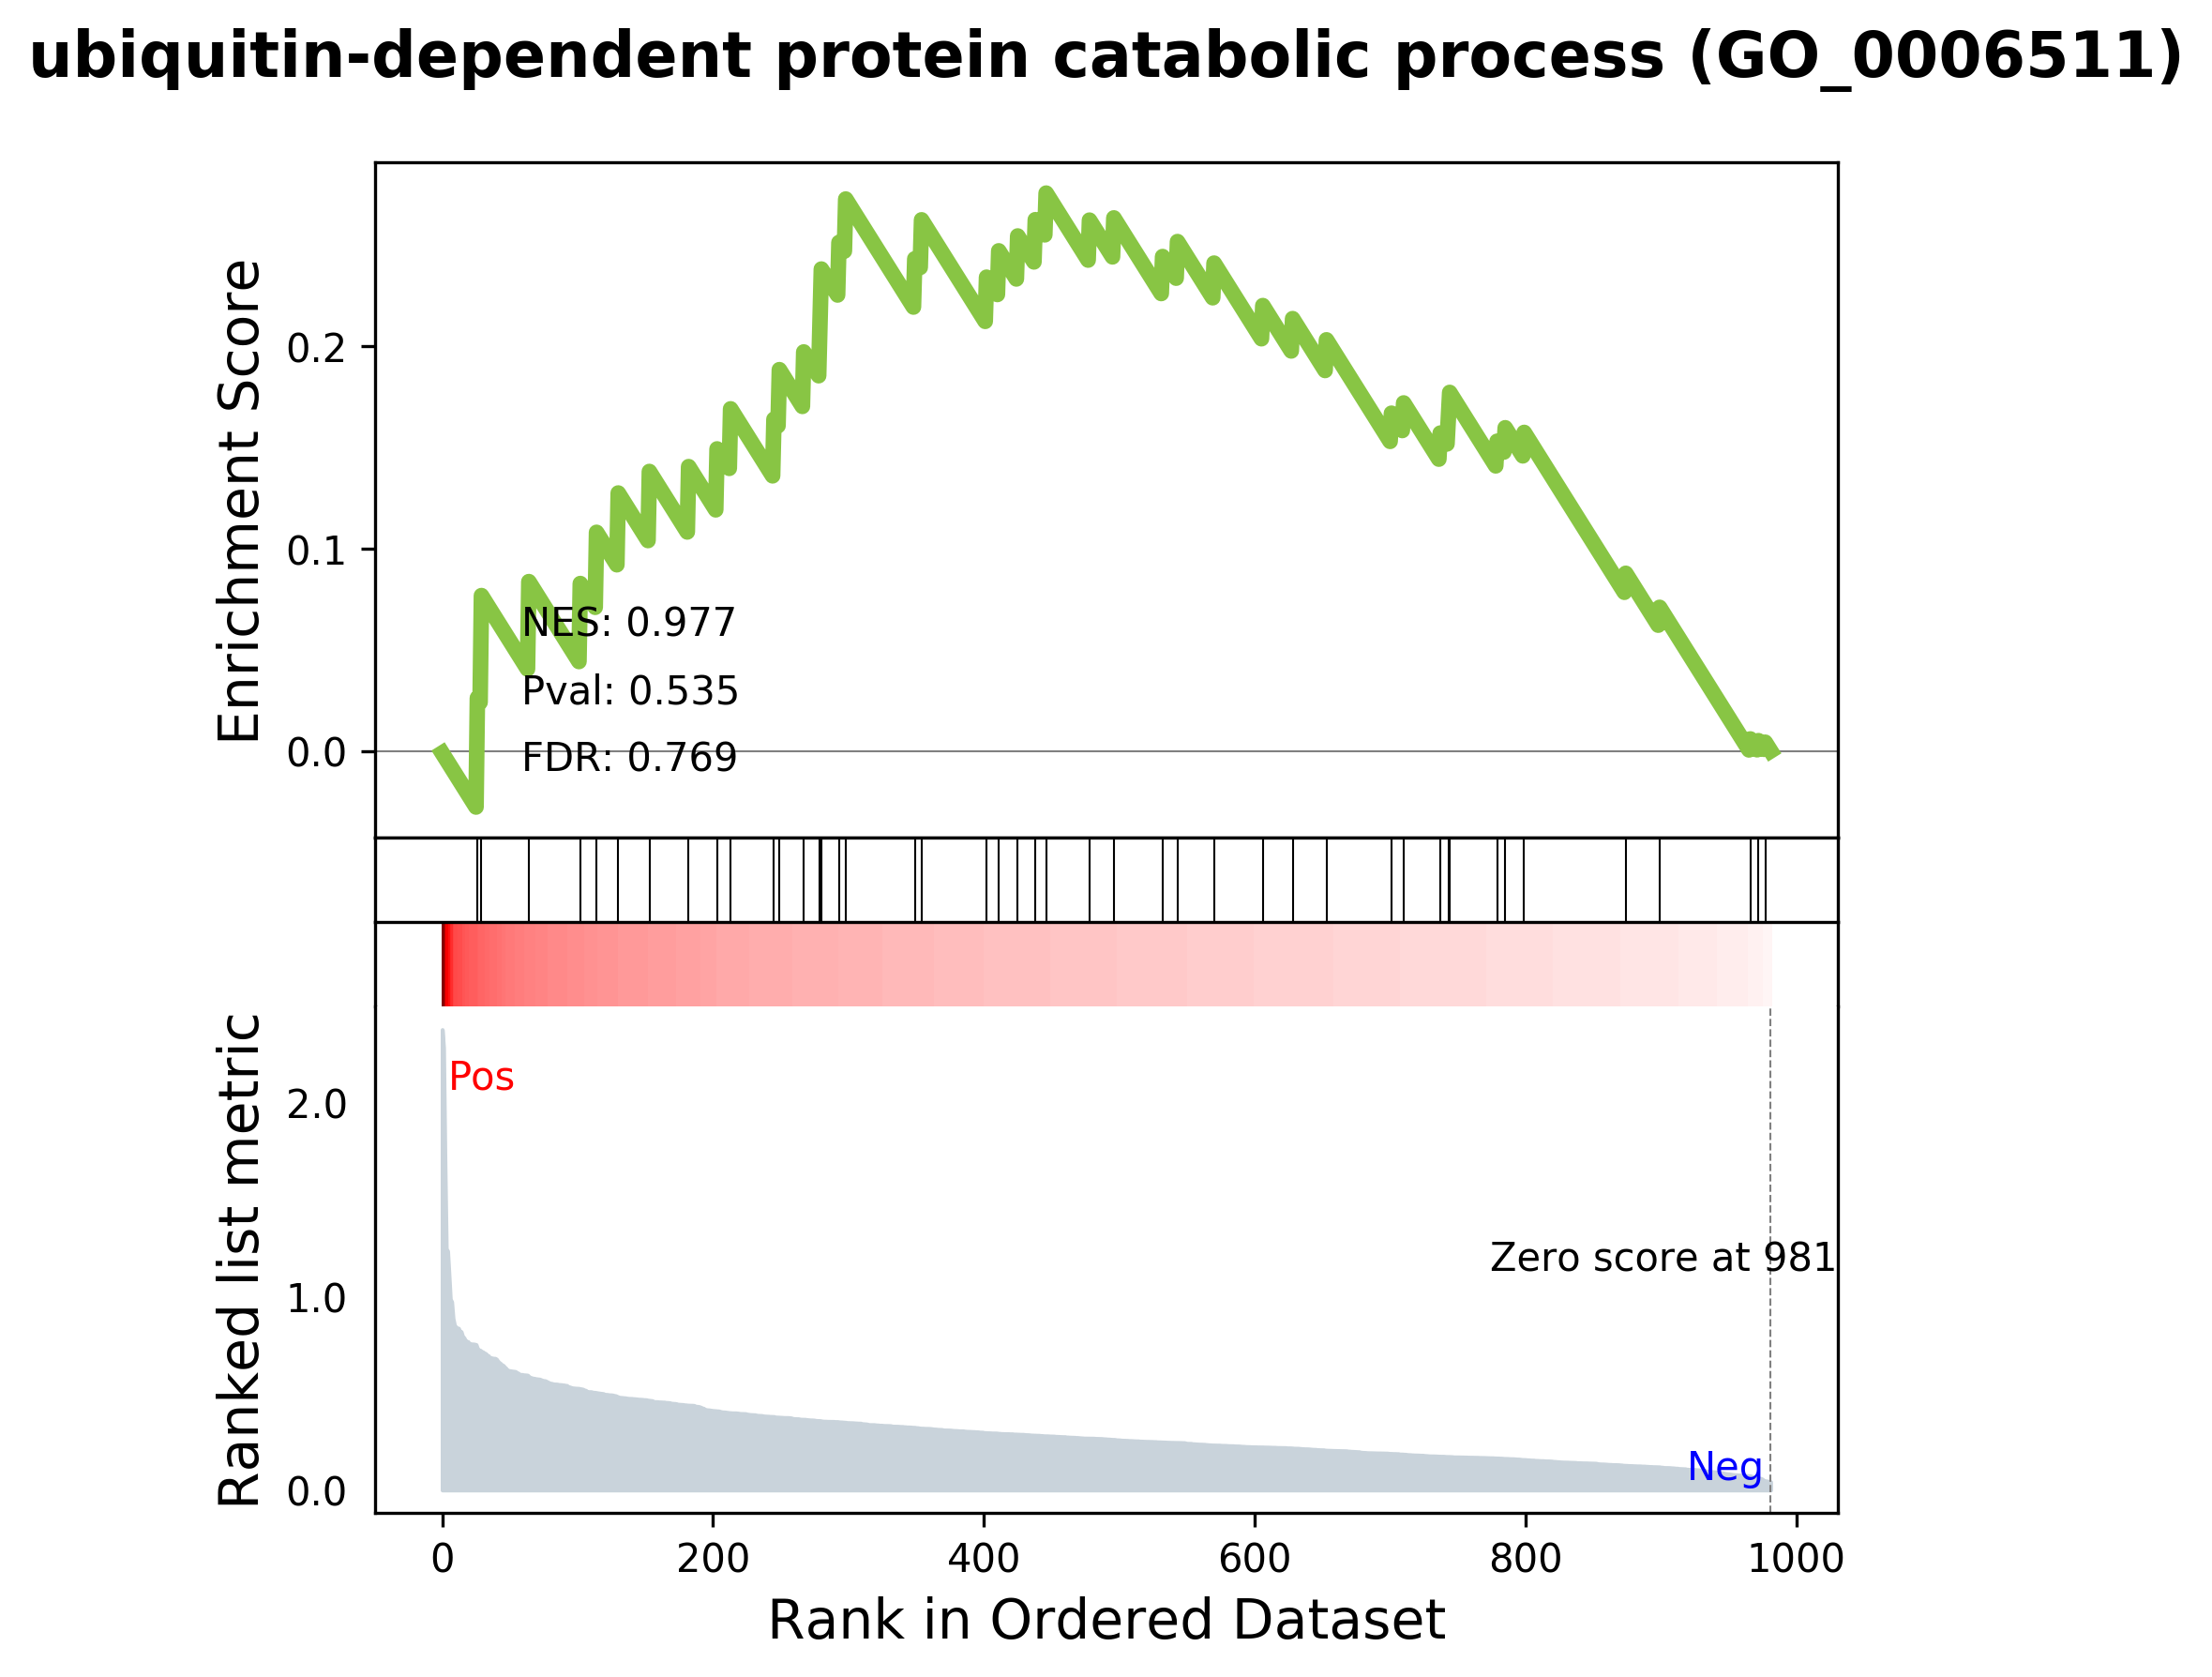 ubiquitin-dependent protein catabolic process (GO_0006511)
Enrichment Score
0.2
0.1
0.0
NES: 0.977
Pval: 0.535
FDR: 0.769
Ranked list metric
2.0
1.0
0.0
Pos
Zero score at 981
Neg
0 200 400 600 800 1000
Rank in Ordered Dataset